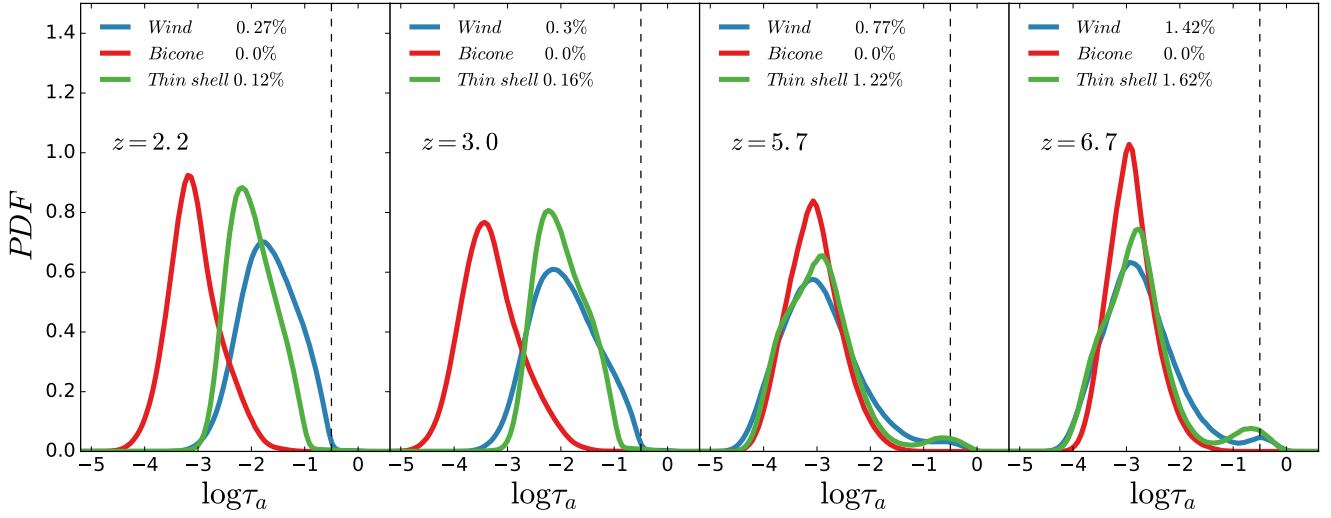 PDF
1.4
1.2
1.0
0.8
0.6
0.4
0.2
0.0
Wind 0.27%
Bicone 0.0%
Thin shell 0.12%
z = 2.2
−5 −4 −3 −2 −1 0
logτa
Wind 0.3%
Bicone 0.0%
Thin shell 0.16%
z = 3.0
−5 −4 −3 −2 −1 0
logτa
Wind 0.77%
Bicone 0.0%
Thin shell 1.22%
z = 5.7
−5 −4 −3 −2 −1 0
logτa
Wind 1.42%
Bicone 0.0%
Thin shell 1.62%
z = 6.7
−5 −4 −3 −2 −1 0
logτa